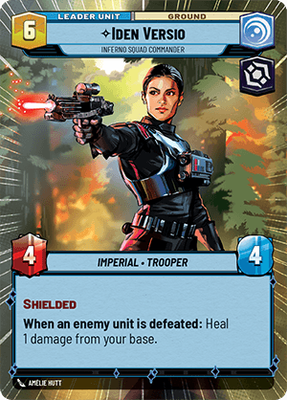 LEADER UNIT
GROUND
6
✧IDEN VERSIO
INFERNO SQUAD COMMANDER
4
IMPERIAL • TROOPER
4
SHIELDED
When an enemy unit is defeated: Heal
1 damage from your base.
AMÉLIE HUTT